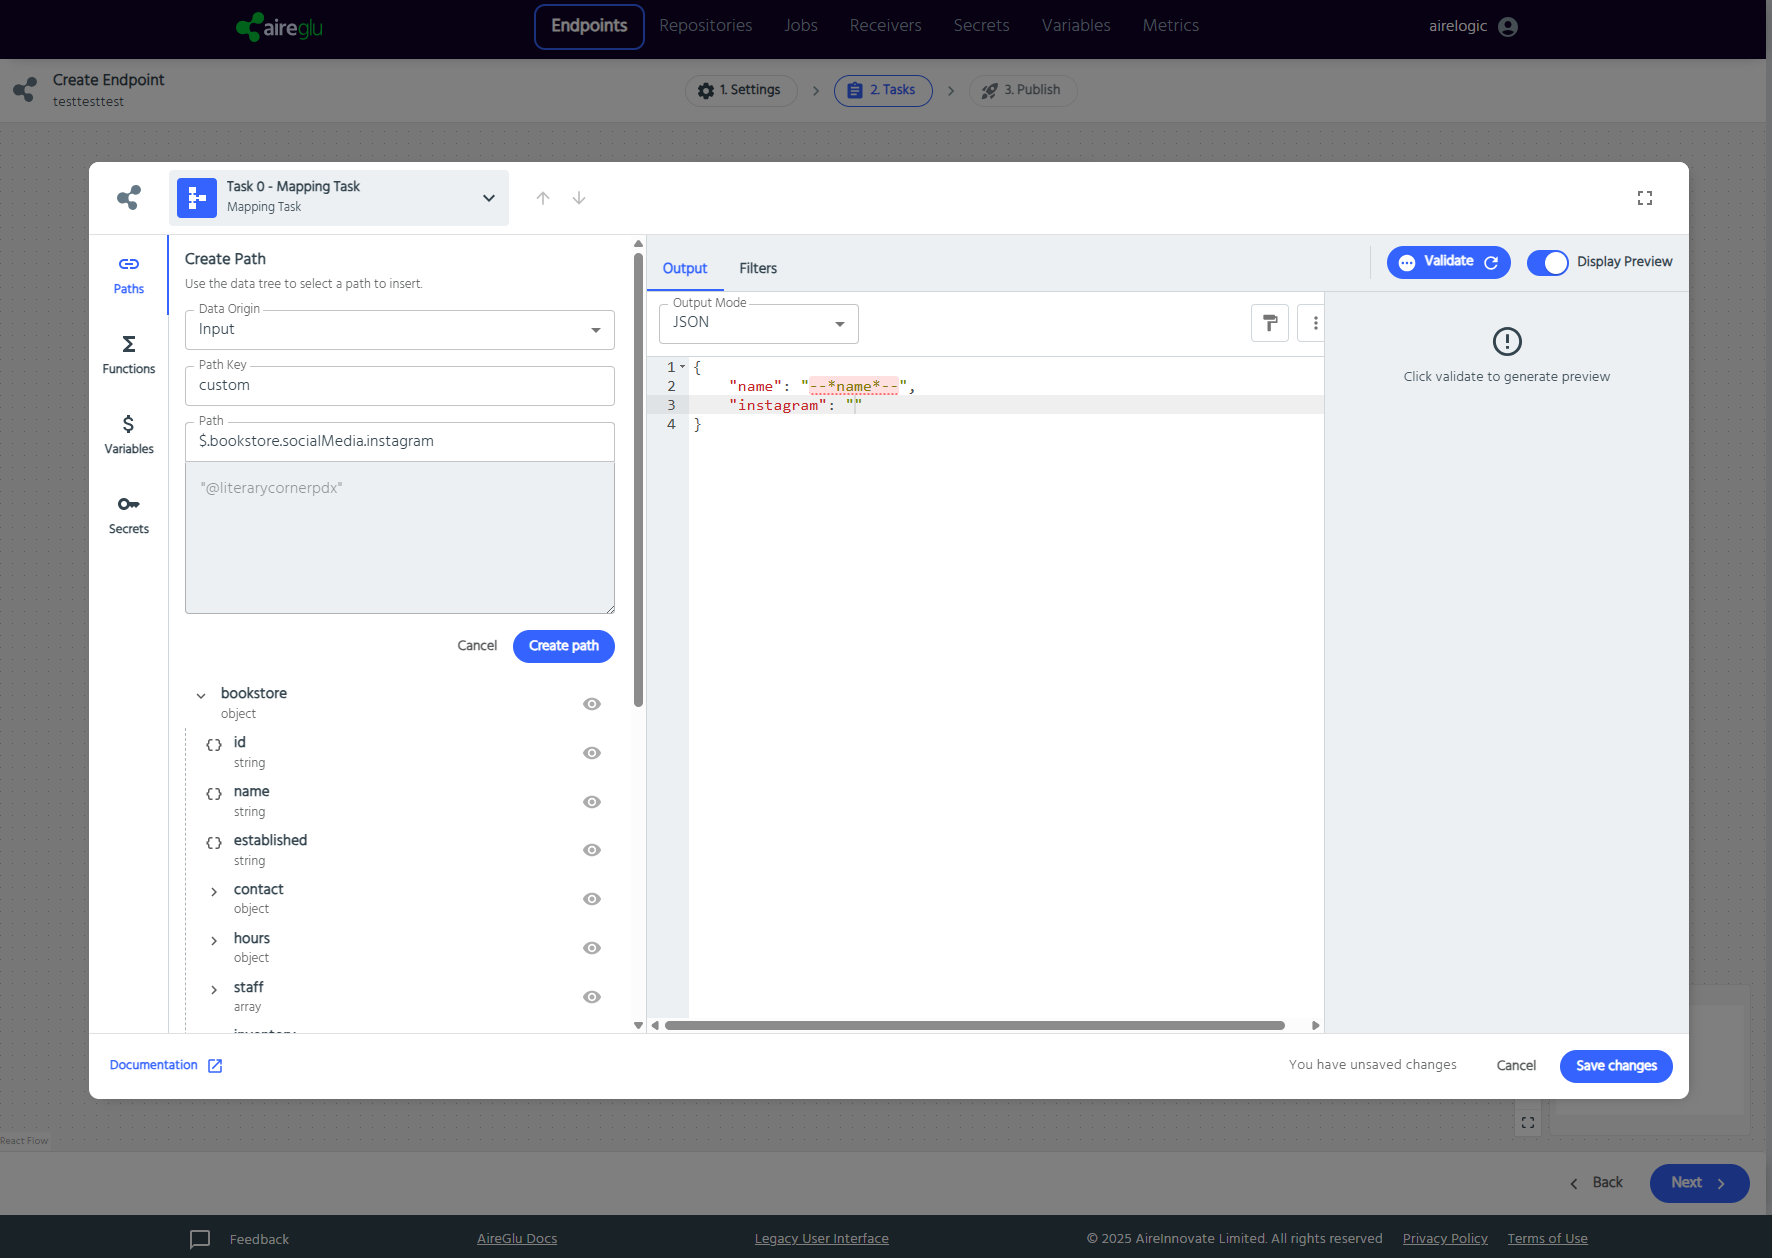 aireglu
Endpoints
Repositories
Jobs
Receivers
Secrets
Variables
Metrics
airelogic
Create Endpoint
testtesttest
1. Settings
2. Tasks
3. Publish
Task 0 - Mapping Task
Mapping Task
Paths
Functions
Variables
Secrets
Create Path
Use the data tree to select a path to insert.
Data Origin
Input
Path Key
custom
Path
$.bookstore.socialMedia.instagram
"@literarycornerpdx"
Cancel
Create path
bookstore
object
id
string
name
string
established
string
contact
object
hours
object
staff
array
inventory
Output
Filters
Validate
Display Preview
Output Mode
JSON
1 {
2 "name": "--*name*--",
3 "instagram": ""
4 }
Click validate to generate preview
Documentation
You have unsaved changes
Cancel
Save changes
React Flow
Back
Next
Feedback
AireGlu Docs
Legacy User Interface
© 2025 AireInnovate Limited. All rights reserved
Privacy Policy
Terms of Use